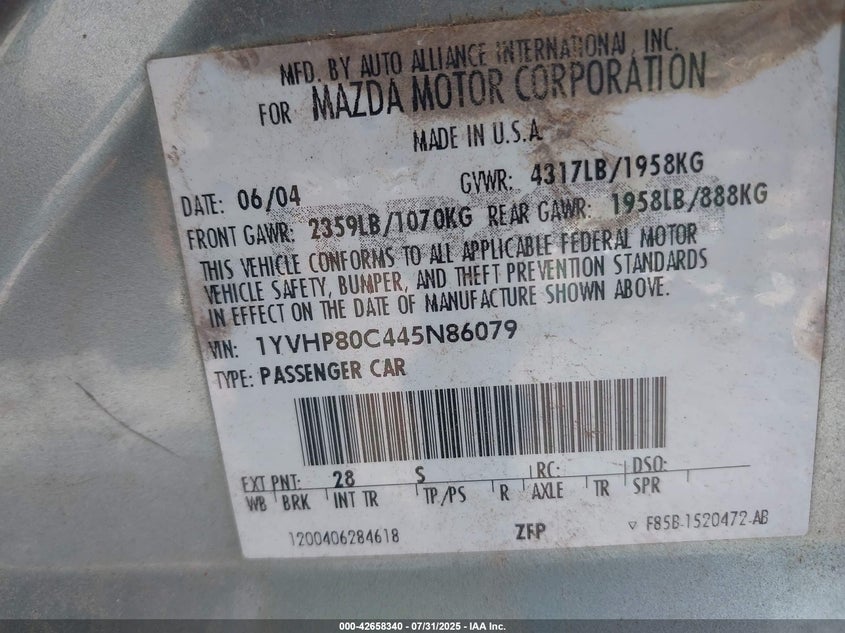 MFD. BY AUTO ALLIANCE INTERNATIONAL, INC.
FOR MAZDA MOTOR CORPORATION
MADE IN U.S.A.
DATE: 06/04 GVWR: 4317LB/1958KG
FRONT GAWR: 2359LB/1070KG REAR GAWR: 1958LB/888KG
THIS VEHICLE CONFORMS TO ALL APPLICABLE FEDERAL MOTOR
VEHICLE SAFETY, BUMPER, AND THEFT PREVENTION STANDARDS
IN EFFECT ON THE DATE OF MANUFACTURE SHOWN ABOVE.
VIN: 1YVHP80C445N86079
TYPE: PASSENGER CAR
EXT PNT: 28 S RC: DSO:
WB BRK INT TR TP/PS R AXLE TR SPR
1200406284618 ZFP ▽ F85B-1520472-AB
000-42658340 - 07/31/2025 - IAA Inc.